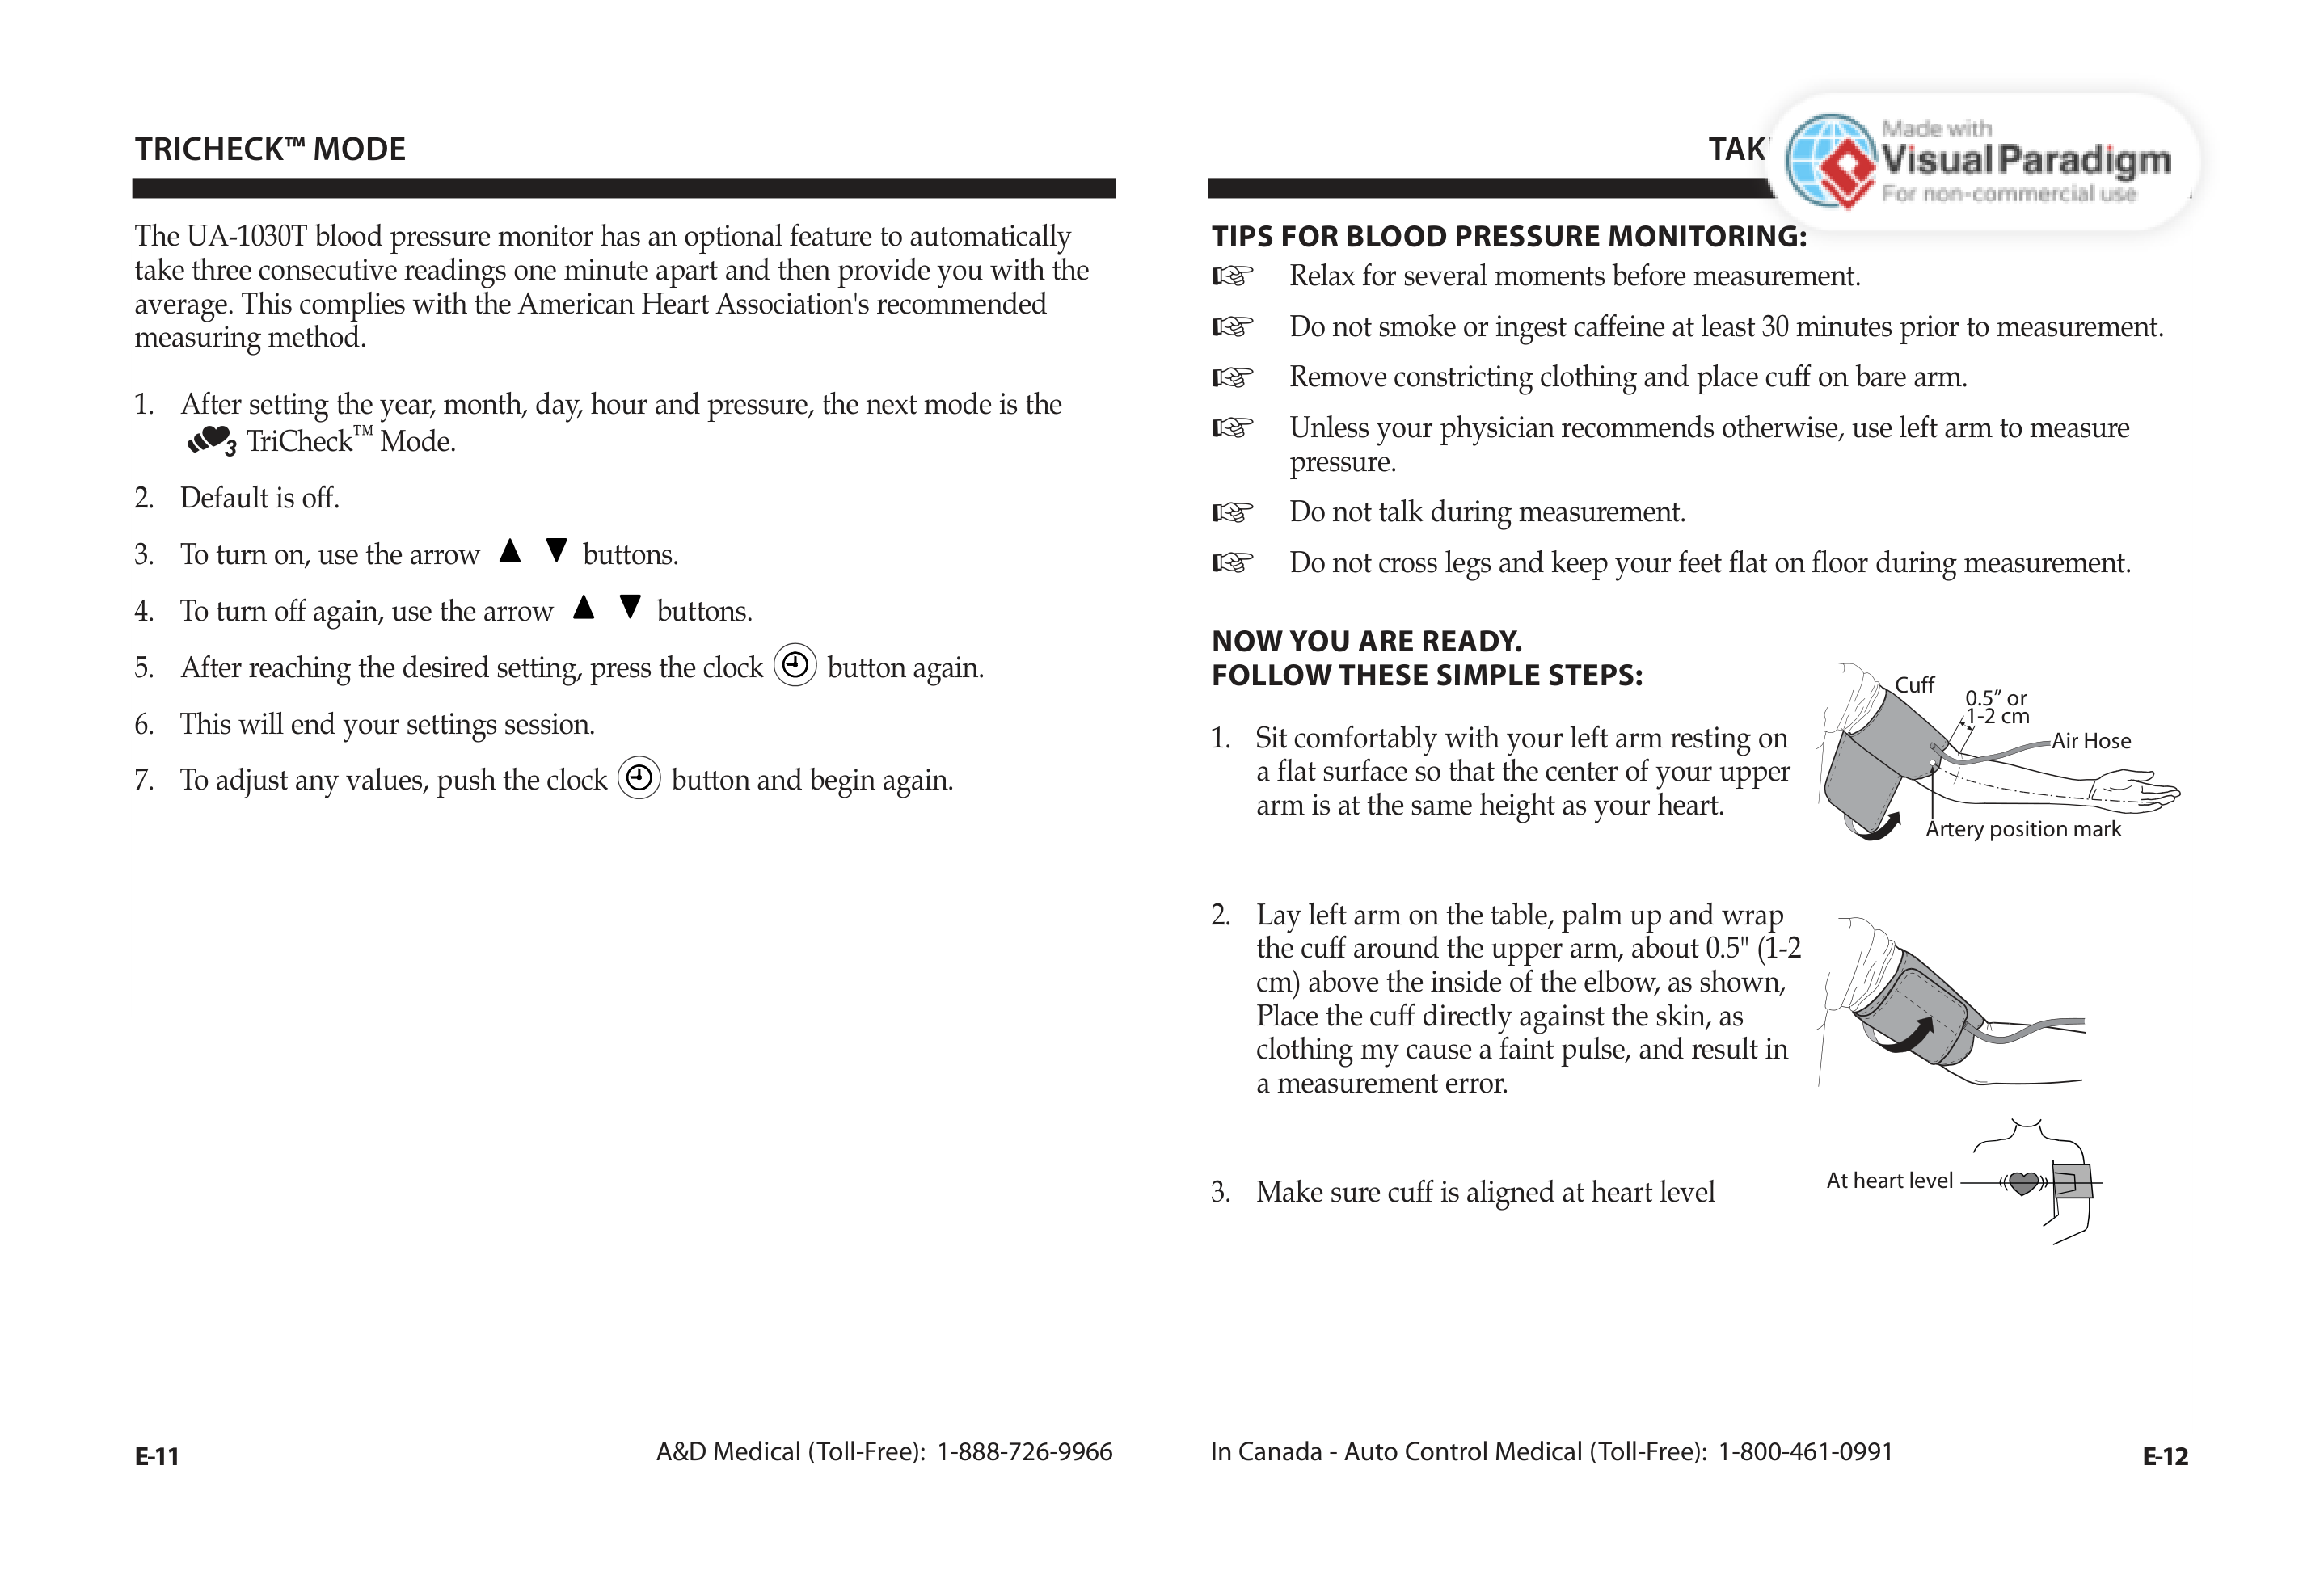 TRICHECK™ MODE
The UA-1030T blood pressure monitor has an optional feature to automatically
take three consecutive readings one minute apart and then provide you with the
average. This complies with the American Heart Association's recommended
measuring method.
1. After setting the year, month, day, hour and pressure, the next mode is the
3 TriCheck™ Mode.
2. Default is off.
3. To turn on, use the arrow ▲ ▼ buttons.
4. To turn off again, use the arrow ▲ ▼ buttons.
5. After reaching the desired setting, press the clock button again.
6. This will end your settings session.
7. To adjust any values, push the clock button and begin again.
E-11
A&D Medical (Toll-Free): 1-888-726-9966
Made with
Visual Paradigm
For non-commercial use
TIPS FOR BLOOD PRESSURE MONITORING:
☞ Relax for several moments before measurement.
☞ Do not smoke or ingest caffeine at least 30 minutes prior to measurement.
☞ Remove constricting clothing and place cuff on bare arm.
☞ Unless your physician recommends otherwise, use left arm to measure
pressure.
☞ Do not talk during measurement.
☞ Do not cross legs and keep your feet flat on floor during measurement.
NOW YOU ARE READY.
FOLLOW THESE SIMPLE STEPS:
1. Sit comfortably with your left arm resting on
a flat surface so that the center of your upper
arm is at the same height as your heart.
Cuff
0.5” or
1-2 cm
Air Hose
Artery position mark
2. Lay left arm on the table, palm up and wrap
the cuff around the upper arm, about 0.5" (1-2
cm) above the inside of the elbow, as shown,
Place the cuff directly against the skin, as
clothing my cause a faint pulse, and result in
a measurement error.
3. Make sure cuff is aligned at heart level
At heart level
In Canada - Auto Control Medical (Toll-Free): 1-800-461-0991
E-12